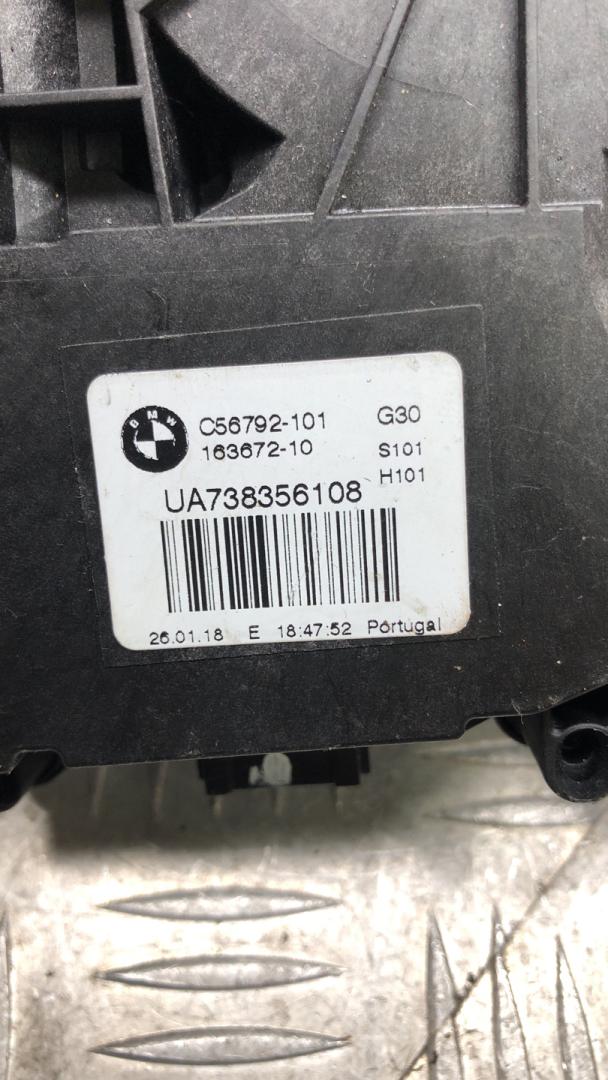 BMW
C56792-101 G30
163672-10 S101
H101
UA738356108
26.01.18 E 18:47:52 Portugal